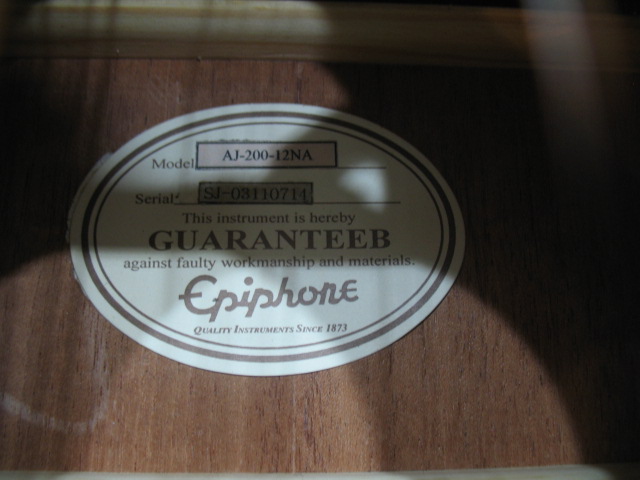 Model AJ-200-12NA
Serial: SJ-03110714
This instrument is hereby
GUARANTEEB
against faulty workmanship and materials.
Epiphone
QUALITY INSTRUMENTS SINCE 1873